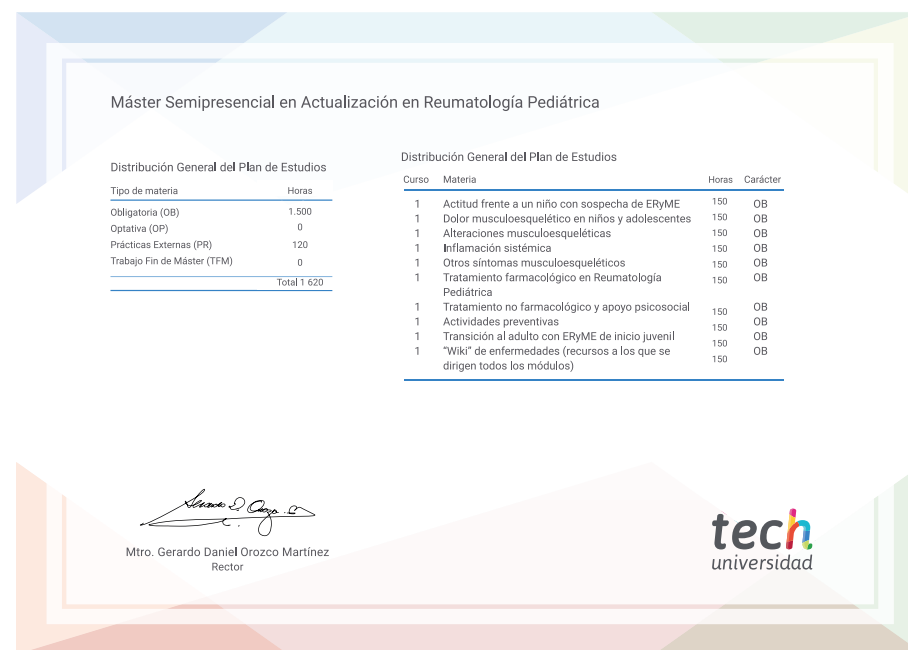 Máster Semipresencial en Actualización en Reumatología Pediátrica
Distribución General del Plan de Estudios
Tipo de materia Horas
Obligatoria (OB) 1.500
Optativa (OP) 0
Prácticas Externas (PR) 120
Trabajo Fin de Máster (TFM) 0
Total 1 620
Distribución General del Plan de Estudios
Curso Materia Horas Carácter
1 Actitud frente a un niño con sospecha de ERyME 150 OB
1 Dolor musculoesquelético en niños y adolescentes 150 OB
1 Alteraciones musculoesqueléticas 150 OB
1 Inflamación sistémica 150 OB
1 Otros síntomas musculoesqueléticos 150 OB
1 Tratamiento farmacológico en Reumatología 150 OB
Pediátrica
1 Tratamiento no farmacológico y apoyo psicosocial 150 OB
1 Actividades preventivas 150 OB
1 Transición al adulto con ERyME de inicio juvenil 150 OB
1 "Wiki" de enfermedades (recursos a los que se 150 OB
dirigen todos los módulos)
Mtro. Gerardo Daniel Orozco Martínez
Rector
tech
universidad